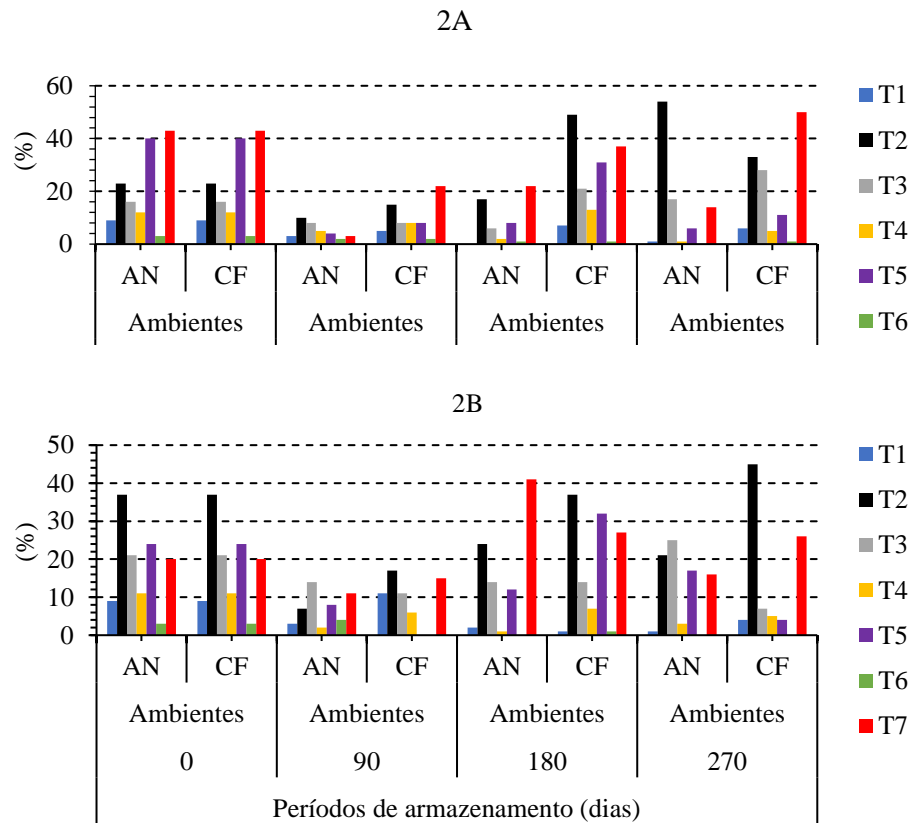 2A
60
40
20
0
(%)
AN CF AN CF AN CF AN CF
Ambientes Ambientes Ambientes Ambientes
T1
T2
T3
T4
T5
T6
2B
50
40
30
20
10
0
(%)
AN CF AN CF AN CF AN CF
Ambientes Ambientes Ambientes Ambientes
0 90 180 270
Períodos de armazenamento (dias)
T1
T2
T3
T4
T5
T6
T7